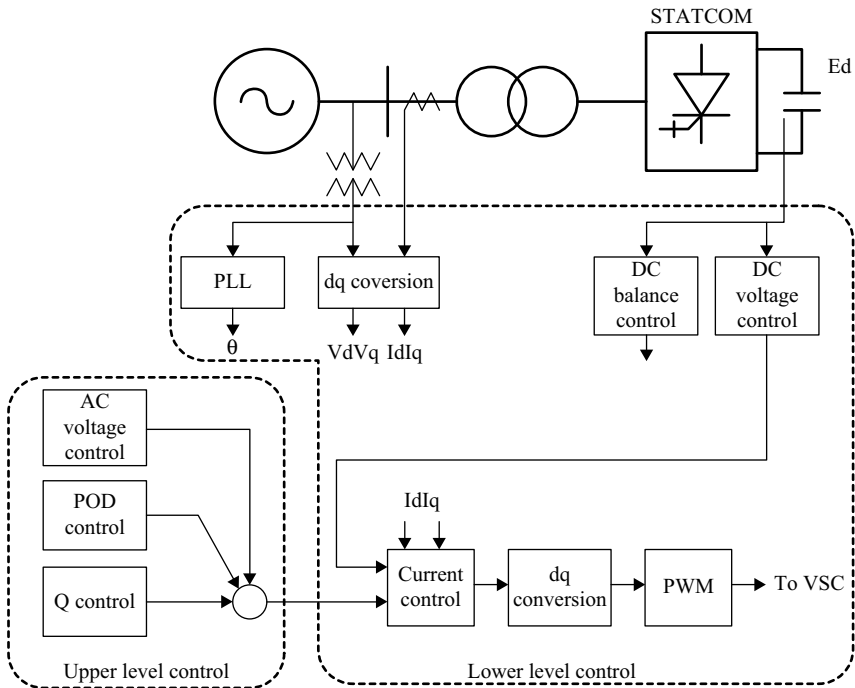 STATCOM
Ed
PLL
dq coversion
DC
balance
control
DC
voltage
control
θ
VdVq
IdIq
AC
voltage
control
POD
control
Q control
IdIq
Current
control
dq
conversion
PWM
To VSC
Upper level control
Lower level control